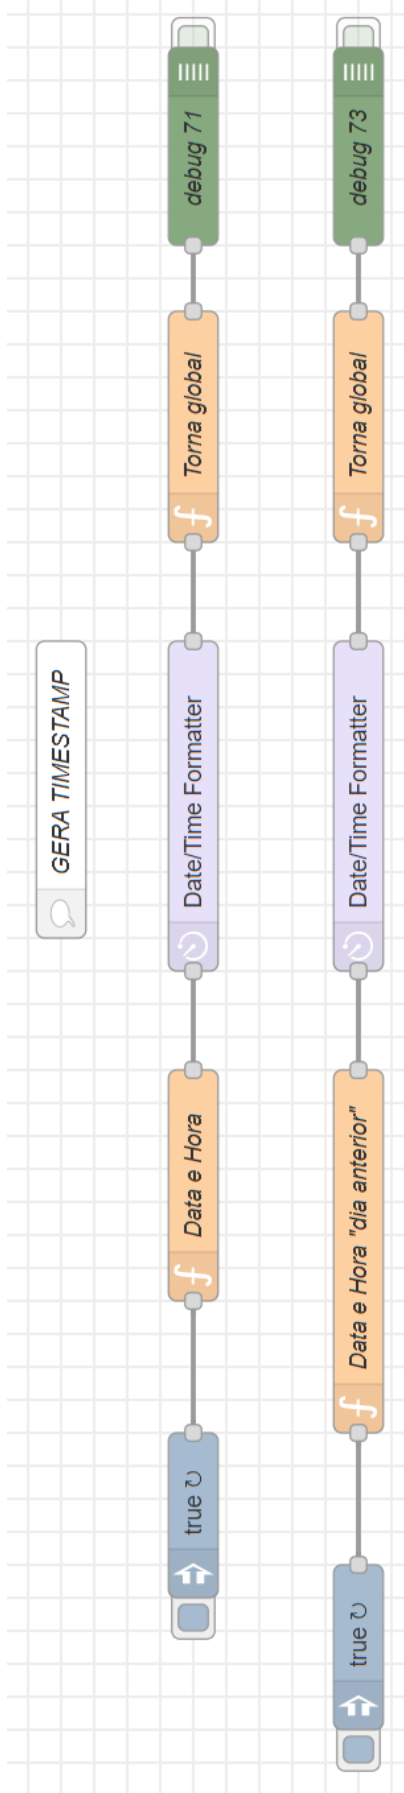 GERA TIMESTAMP
true ↻
Data e Hora
Date/Time Formatter
Torna global
debug 71
true ↻
Data e Hora "dia anterior"
Date/Time Formatter
Torna global
debug 73